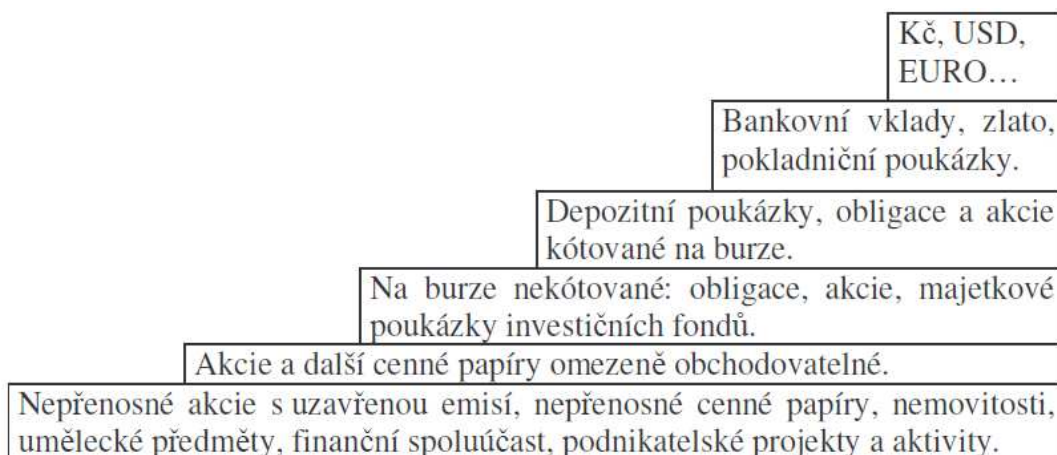 Kč, USD,
EURO…
Bankovní vklady, zlato,
pokladniční poukázky.
Depozitní poukázky, obligace a akcie
kótované na burze.
Na burze nekótované: obligace, akcie, majetkové
poukázky investičních fondů.
Akcie a další cenné papíry omezeně obchodovatelné.
Nepřenosné akcie s uzavřenou emisí, nepřenosné cenné papíry, nemovitosti,
umělecké předměty, finanční spoluúčast, podnikatelské projekty a aktivity.